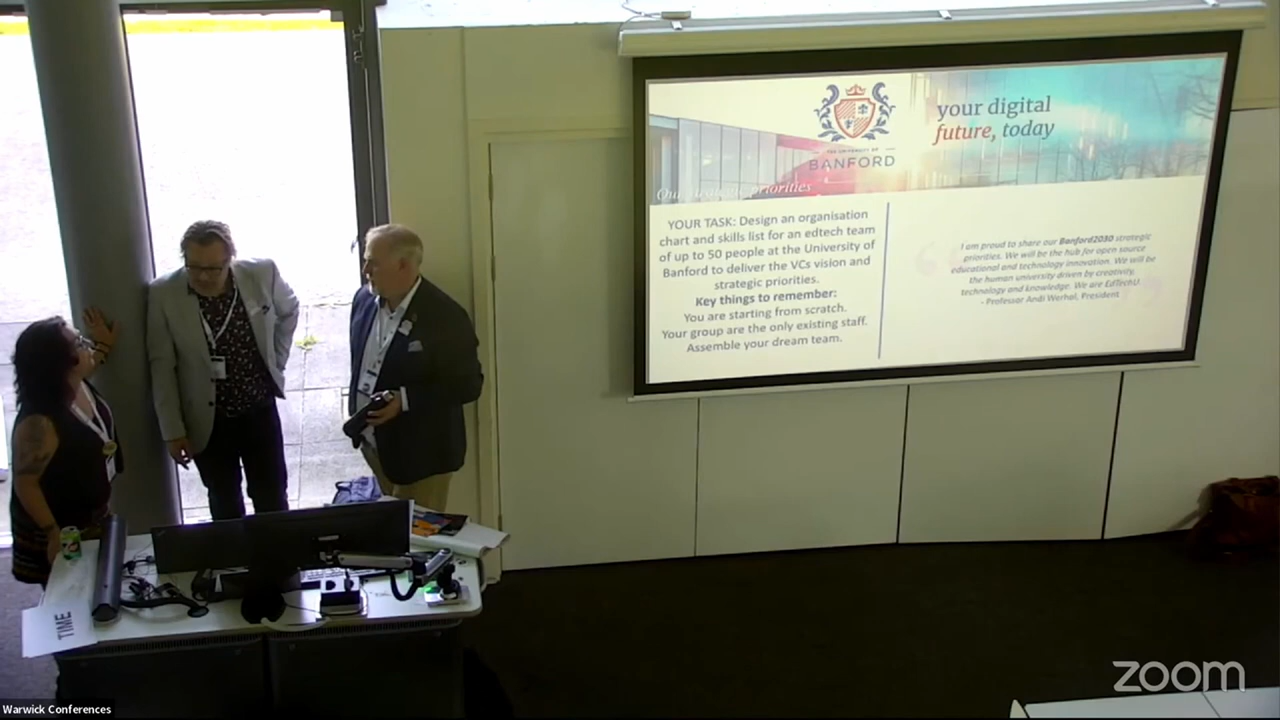 your digital
future, today
THE UNIVERSITY OF
BANFORD
Our strategic priorities
YOUR TASK: Design an organisation
chart and skills list for an edtech team
of up to 50 people at the University of
Banford to deliver the VCs vision and
strategic priorities.
Key things to remember:
You are starting from scratch.
Your group are the only existing staff.
Assemble your dream team.
I am proud to share our Banford2030 strategic
priorities. We will be the hub for open source
educational and technology innovation. We will be
the human university driven by creativity,
technology and knowledge. We are EdTechU
- Professor Andi Werhol, President
TIME
zoom
Warwick Conferences